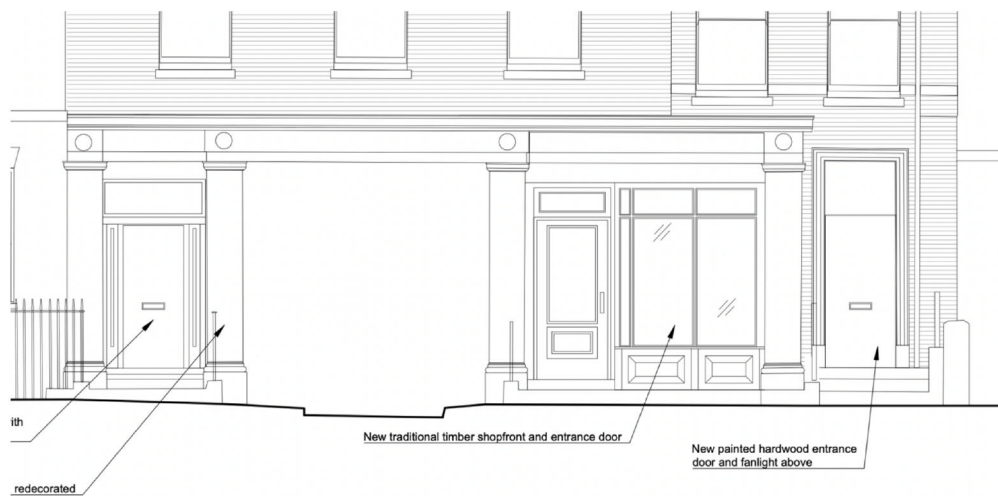 ith
New traditional timber shopfront and entrance door
New painted hardwood entrance
door and fanlight above
redecorated